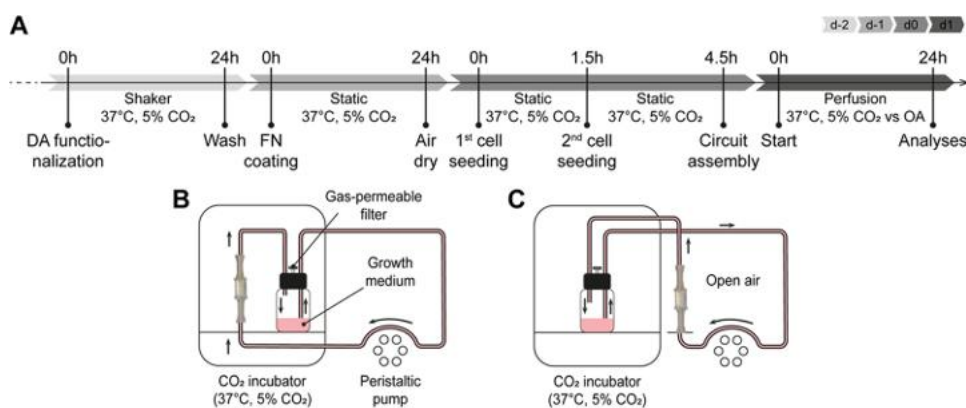 A
d-2 d-1 d0 d1
0h 24h 0h 24h 0h 1.5h 4.5h 0h 24h
Shaker Static Static Static Perfusion
37°C, 5% CO₂ 37°C, 5% CO₂ 37°C, 5% CO₂ 37°C, 5% CO₂ 37°C, 5% CO₂ vs OA
DA functio- Wash FN Air 1st cell 2nd cell Circuit Start Analyses
nalization coating dry seeding seeding assembly
B C
Gas-permeable
filter
Growth
medium
Open air
CO₂ incubator Peristaltic CO₂ incubator
(37°C, 5% CO₂) pump (37°C, 5% CO₂)